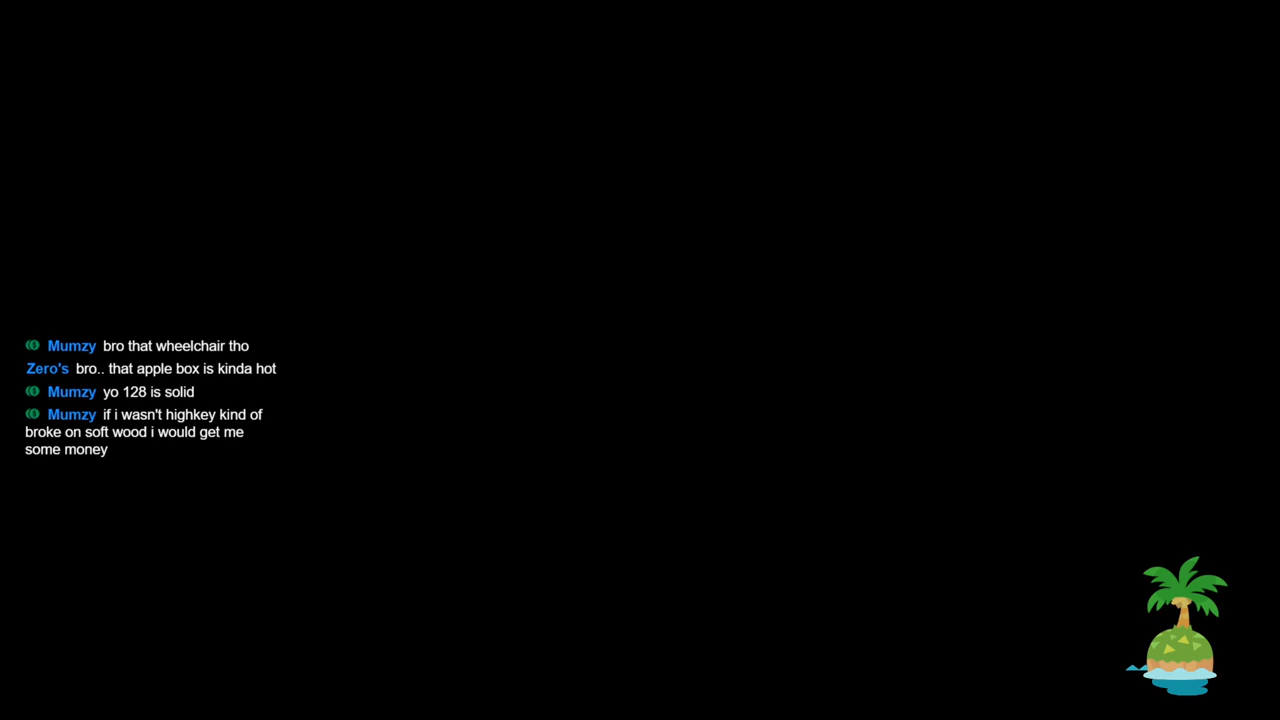 Mumzy bro that wheelchair tho
Zero's bro.. that apple box is kinda hot
Mumzy yo 128 is solid
Mumzy if i wasn't highkey kind of
broke on soft wood i would get me
some money